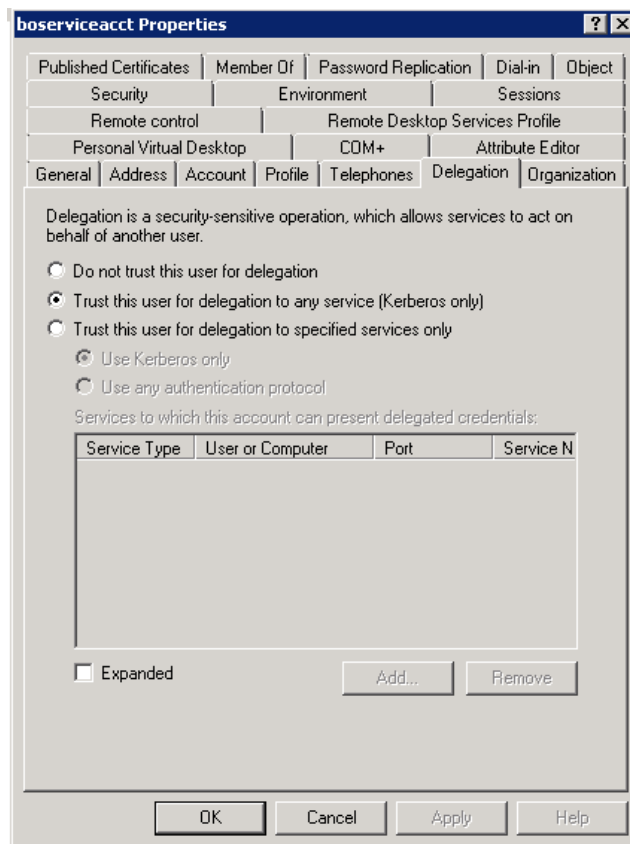 boserviceacct Properties
Published Certificates Member Of Password Replication Dial-in Object
Security Environment Sessions
Remote control Remote Desktop Services Profile
Personal Virtual Desktop COM+ Attribute Editor
General Address Account Profile Telephones Delegation Organization
Delegation is a security-sensitive operation, which allows services to act on
behalf of another user.
Do not trust this user for delegation
Trust this user for delegation to any service (Kerberos only)
Trust this user for delegation to specified services only
Use Kerberos only
Use any authentication protocol
Services to which this account can present delegated credentials:
Service Type User or Computer Port Service N
Expanded Add... Remove
OK Cancel Apply Help